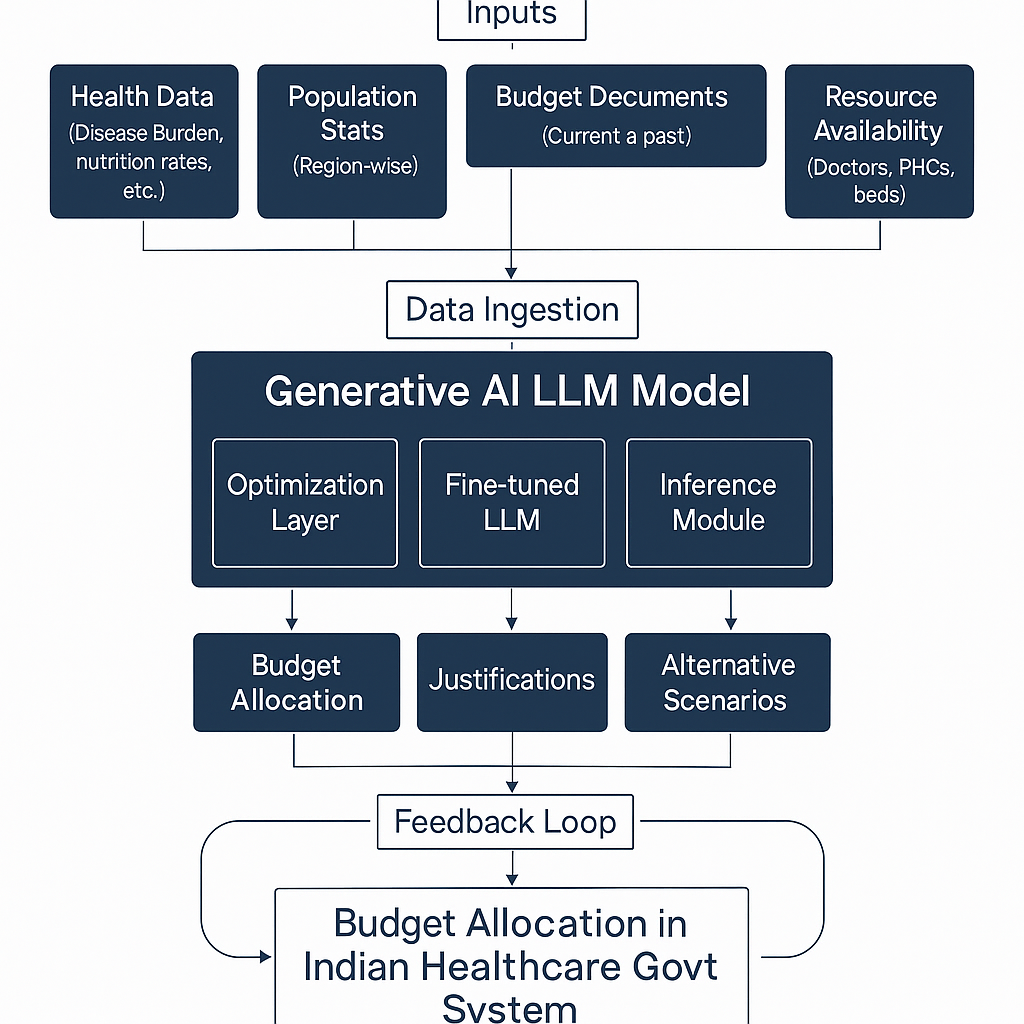 Inputs
Health Data
(Disease Burden,
nutrition rates,
etc.)
Population
Stats
(Region-wise)
Budget Decuments
(Current a past)
Resource
Availability
(Doctors, PHCs,
beds)
Data Ingestion
Generative AI LLM Model
Optimization
Layer
Fine-tuned
LLM
Inference
Module
Budget
Allocation
Justifications
Alternative
Scenarios
Feedback Loop
Budget Allocation in
Indian Healthcare Govt
System